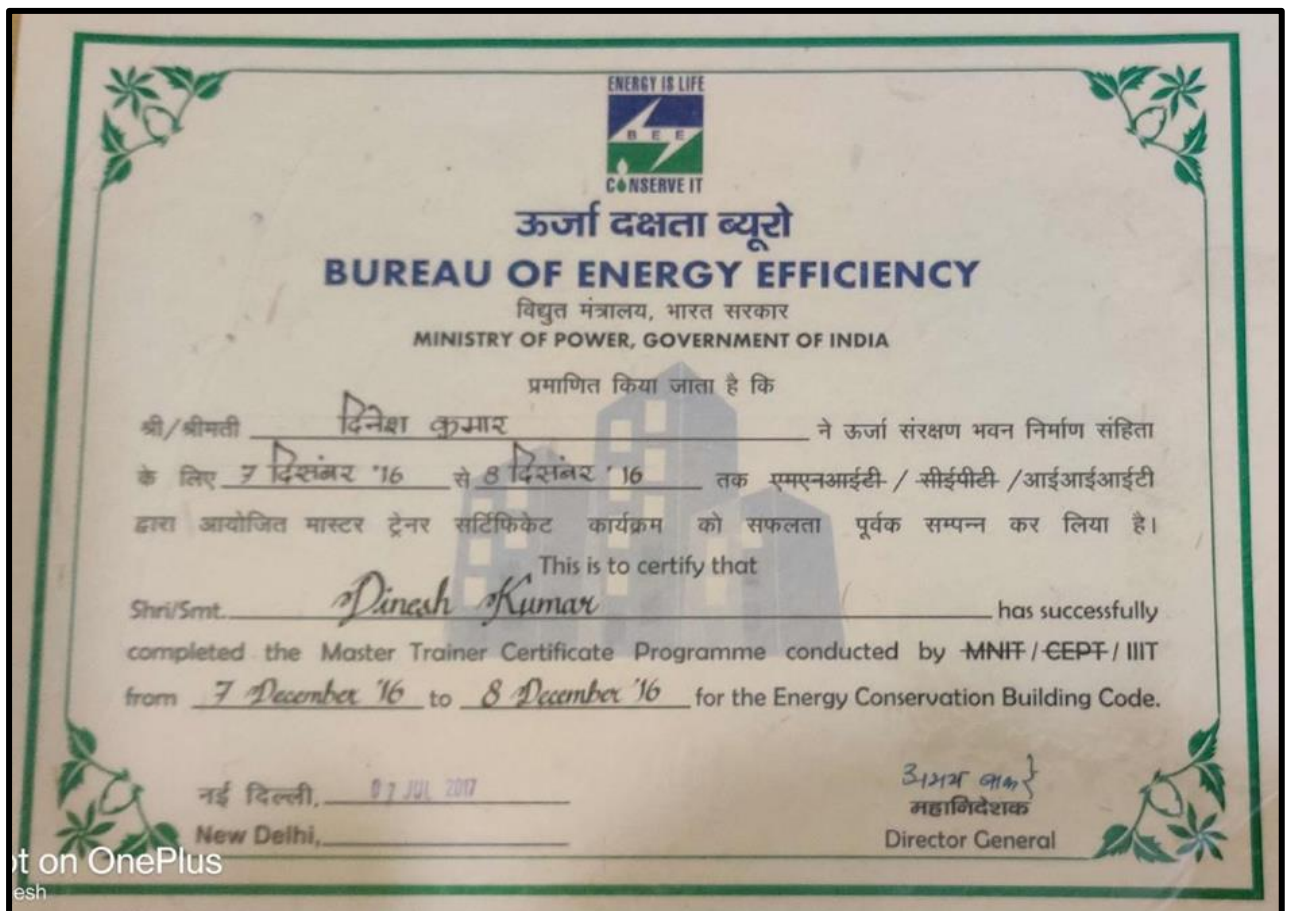 ENERGY IS LIFE
BEE
CONSERVE IT
ऊर्जा दक्षता ब्यूरो
BUREAU OF ENERGY EFFICIENCY
विद्युत मंत्रालय, भारत सरकार
MINISTRY OF POWER, GOVERNMENT OF INDIA
प्रमाणित किया जाता है कि
श्री/श्रीमती दिनेश कुमार ने ऊर्जा संरक्षण भवन निर्माण संहिता
के लिए 7 दिसंबर '16 से 8 दिसंबर '16 तक एमएनआईटी / सीईपीटी /आईआईआईटी
द्वारा आयोजित मास्टर ट्रेनर सर्टिफिकेट कार्यक्रम को सफलता पूर्वक सम्पन्न कर लिया है।
This is to certify that
Shri/Smt. Dinesh Kumar has successfully
completed the Master Trainer Certificate Programme conducted by MNIT / CEPT / IIIT
from 7 December '16 to 8 December '16 for the Energy Conservation Building Code.
नई दिल्ली, 07 JUL 2017
New Delhi,
अभय बाकरे
महानिदेशक
Director General
ot on OnePlus
esh